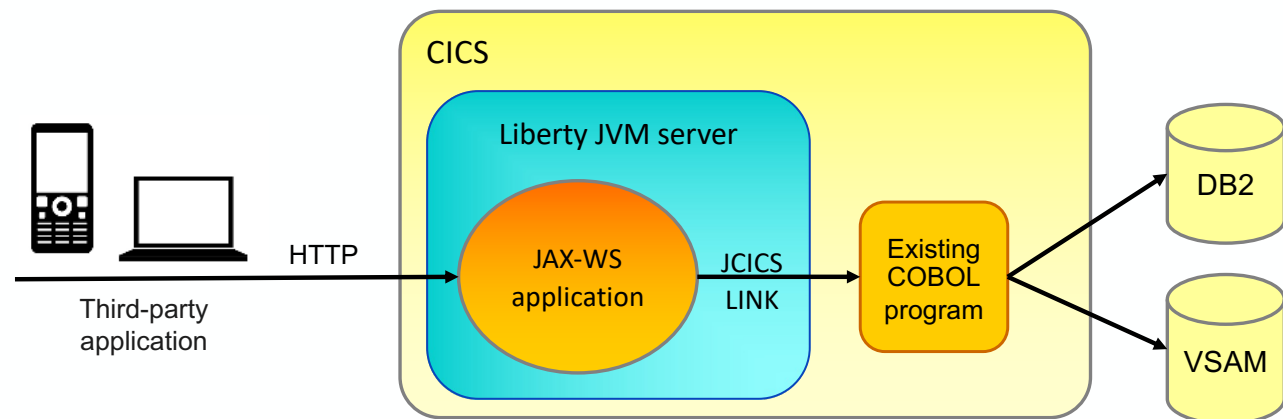 CICS
Liberty JVM server
HTTP
Third-party
application
JAX-WS
application
JCICS
LINK
Existing
COBOL
program
DB2
VSAM